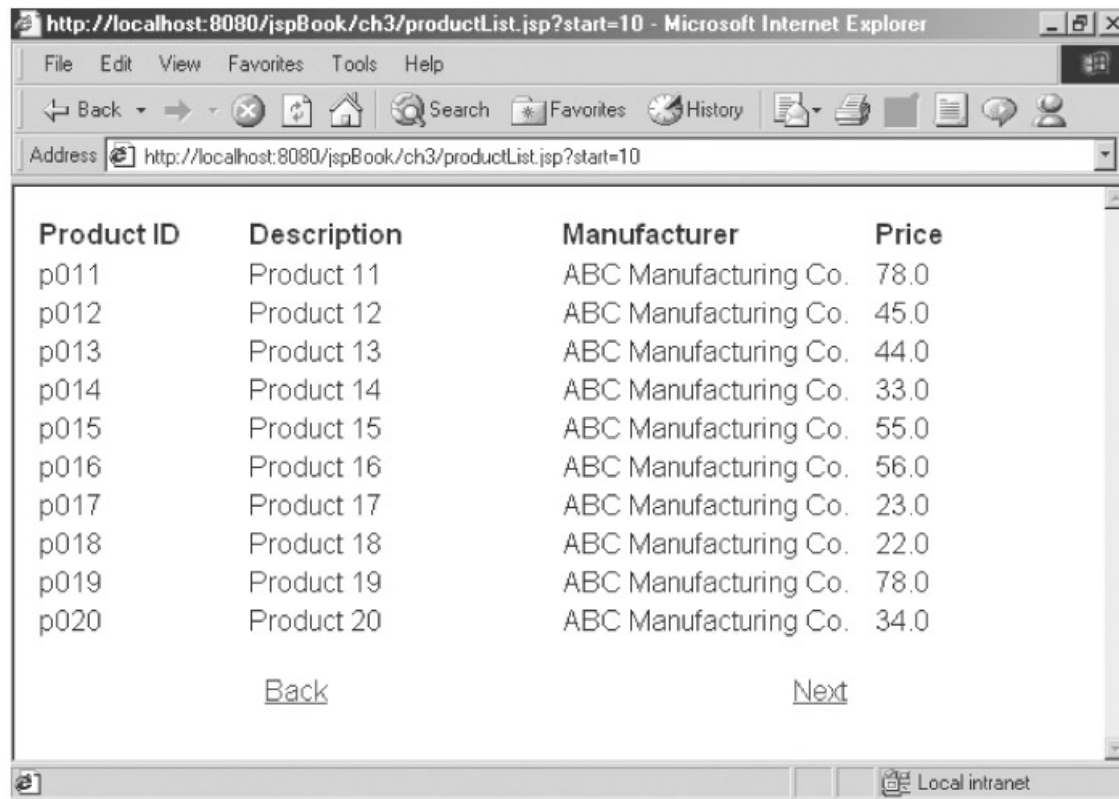 http://localhost:8080/jspBook/ch3/productList.jsp?start=10 - Microsoft Internet Explorer
File Edit View Favorites Tools Help
Back Search Favorites History
Address http://localhost:8080/jspBook/ch3/productList.jsp?start=10
Product ID Description Manufacturer Price
p011 Product 11 ABC Manufacturing Co. 78.0
p012 Product 12 ABC Manufacturing Co. 45.0
p013 Product 13 ABC Manufacturing Co. 44.0
p014 Product 14 ABC Manufacturing Co. 33.0
p015 Product 15 ABC Manufacturing Co. 55.0
p016 Product 16 ABC Manufacturing Co. 56.0
p017 Product 17 ABC Manufacturing Co. 23.0
p018 Product 18 ABC Manufacturing Co. 22.0
p019 Product 19 ABC Manufacturing Co. 78.0
p020 Product 20 ABC Manufacturing Co. 34.0
Back Next
Local intranet